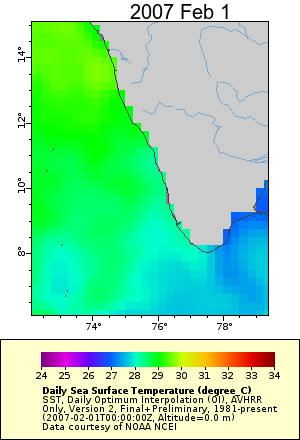 2007 Feb 1
14°
12°
10°
8°
74° 76° 78°
24 25 26 27 28 29 30 31 32 33 34
Daily Sea Surface Temperature (degree_C)
SST, Daily Optimum Interpolation (OI), AVHRR
Only, Version 2, Final+Preliminary, 1981-present
(2007-02-01T00:00:00Z, Altitude=0.0 m)
Data courtesy of NOAA NCEI